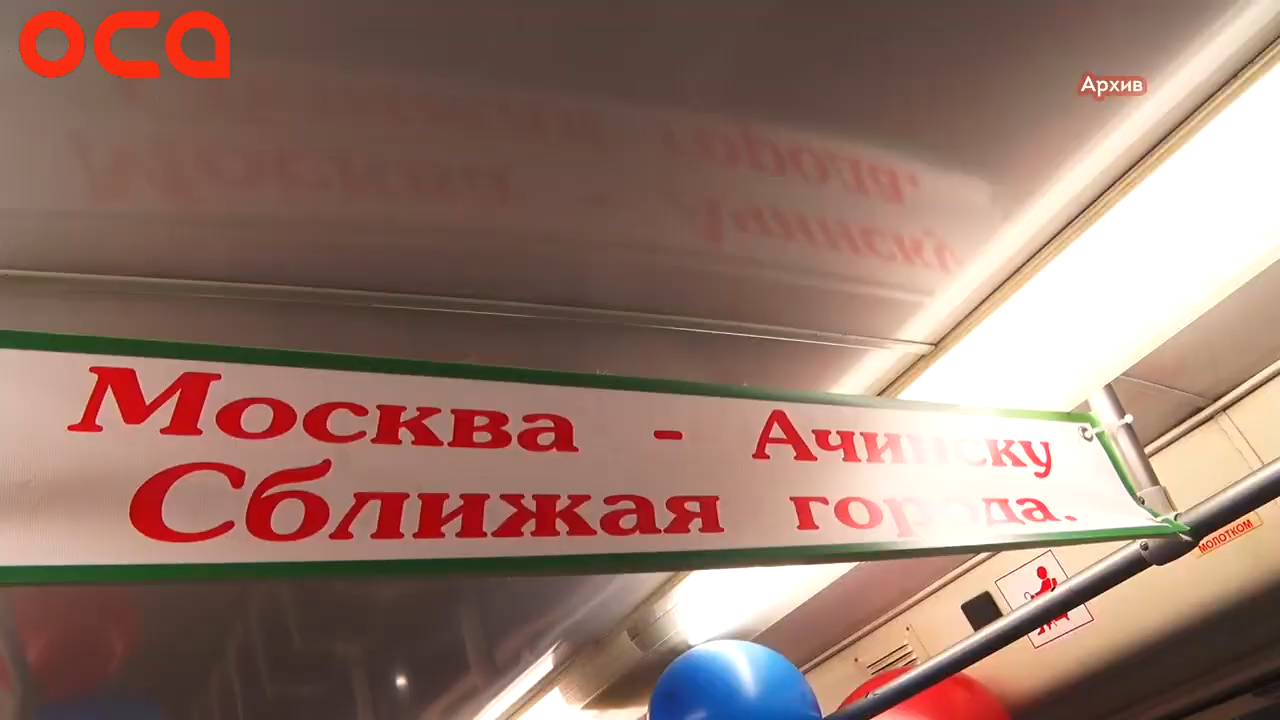 оса
Архив
Москва - Ачинску
Сближая города.
молотком